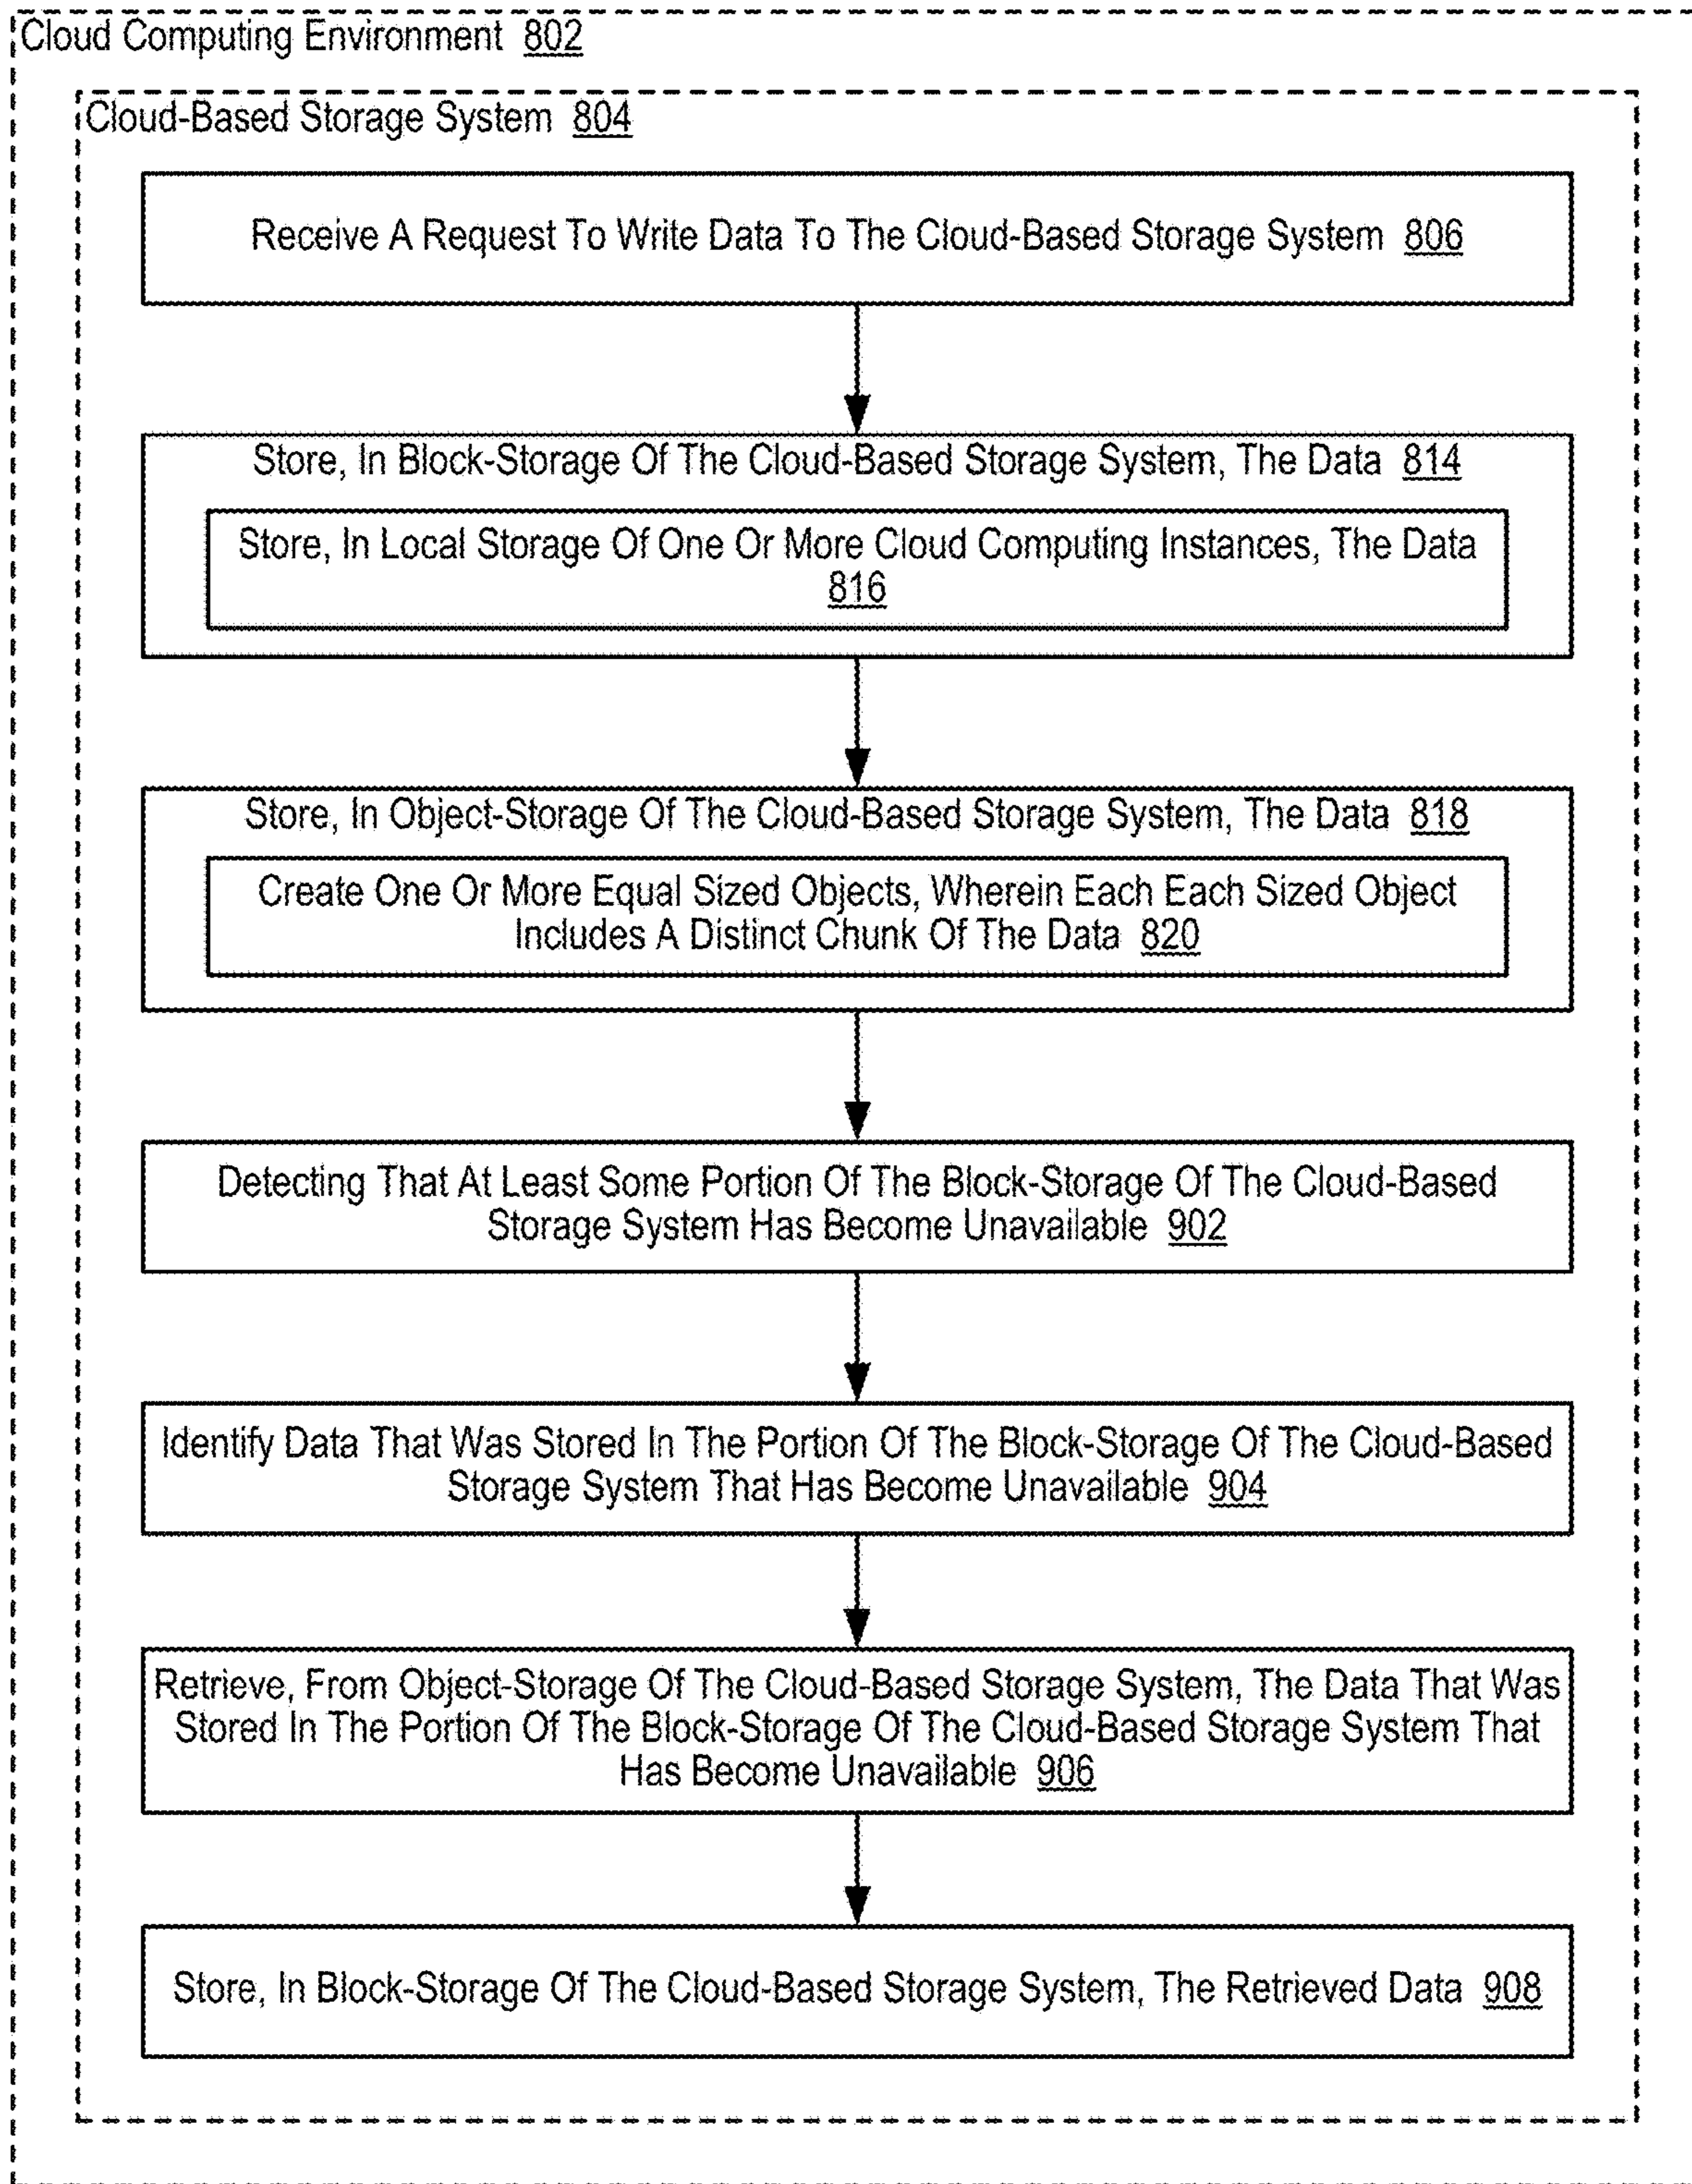 Cloud Computing Environment 802
Cloud-Based Storage System 804
Receive A Request To Write Data To The Cloud-Based Storage System 806
Store, In Block-Storage Of The Cloud-Based Storage System, The Data 814
Store, In Local Storage Of One Or More Cloud Computing Instances, The Data
816
Store, In Object-Storage Of The Cloud-Based Storage System, The Data 818
Create One Or More Equal Sized Objects, Wherein Each Each Sized Object
Includes A Distinct Chunk Of The Data 820
Detecting That At Least Some Portion Of The Block-Storage Of The Cloud-Based
Storage System Has Become Unavailable 902
Identify Data That Was Stored In The Portion Of The Block-Storage Of The Cloud-Based
Storage System That Has Become Unavailable 904
Retrieve, From Object-Storage Of The Cloud-Based Storage System, The Data That Was
Stored In The Portion Of The Block-Storage Of The Cloud-Based Storage System That
Has Become Unavailable 906
Store, In Block-Storage Of The Cloud-Based Storage System, The Retrieved Data 908